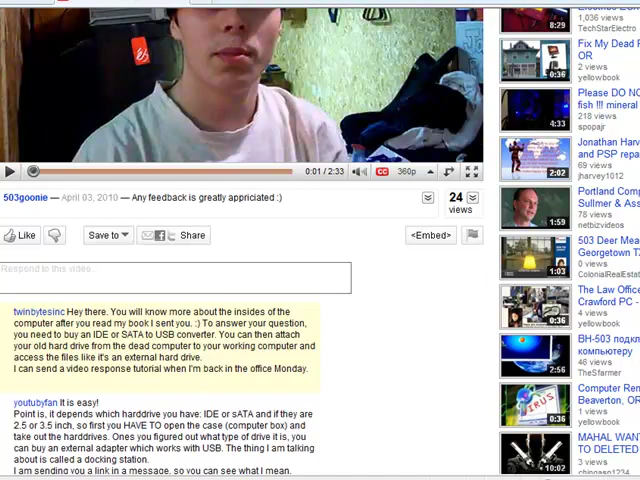 0:01 / 2:33
CC
360p
503goonie — April 03, 2010 — Any feedback is greatly appriciated :)
24
views
Like
Save to
Share
<Embed>
Respond to this video...
twinbytesinc Hey there. You will know more about the insides of the
computer after you read my book I sent you. :) To answer your question,
you need to buy an IDE or SATA to USB converter. You can then attach
your old hard drive from the dead computer to your working computer and
access the files like it's an external hard drive.
I can send a video response tutorial when I'm back in the office Monday.
youtubyfan It is easy!
Point is, it depends which harddrive you have: IDE or sATA and if they are
2.5 or 3.5 inch, so first you HAVE TO open the case (computer box) and
take out the harddrives. Ones you figured out what type of drive it is, you
can buy an external adapter which works with USB. The thing I am talking
about is called a docking station.
I am sending you a link in a message, so you can see what I mean.
8:29
1,036 views
TechStarElectro
Fix My Dead F
OR
2 views
yellowbook
0:36
Please DO NO
fish !!! mineral
218 views
spopajr
4:33
Jonathan Harv
and PSP repa
69 views
jharvey1012
2:02
Portland Comp
Sullmer & Ass
78 views
netbizvideos
1:59
503 Deer Mea
Georgetown TX
0 views
ColonialRealEstat
1:03
The Law Office
Crawford PC -
4 views
yellowbook
0:36
BH-503 подкл
компьютеру
46 views
TheSfarmer
2:56
Computer Ren
Beaverton, OR
1 views
yellowbook
VIRUS
0:36
MAHAL WANT
TO DELETED
3 views
chingaso1234
10:02